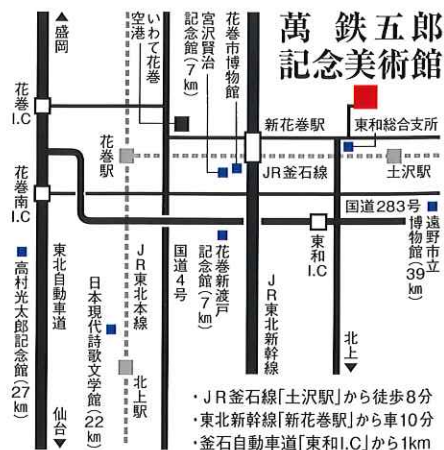 萬 鉄五郎
記念美術館
▲盛岡
いわて花巻
空港
宮沢賢治
記念館(7km)
花巻市博物館
花巻I.C
花巻駅
新花巻駅
東和総合支所
JR釜石線
土沢駅
花巻南I.C
国道283号
東和I.C
遠野市立
博物館(39km)
東北自動車道
高村光太郎記念館(27km)
日本現代詩歌文学館(22km)
JR東北本線
国道4号
花巻新渡戸
記念館(7km)
JR東北新幹線
北上▼
北上駅
仙台▼
・JR釜石線「土沢駅」から徒歩8分
・東北新幹線「新花巻駅」から車10分
・釜石自動車道「東和I.C」から1km